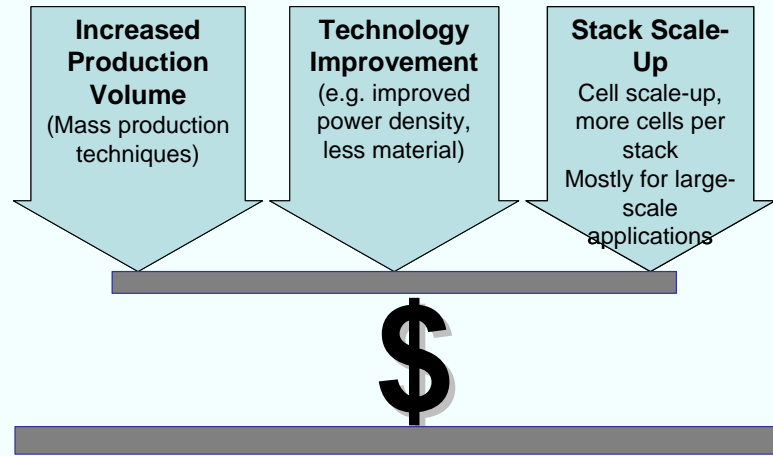 Increased
Production
Volume
(Mass production
techniques)
Technology
Improvement
(e.g. improved
power density,
less material)
Stack Scale-
Up
Cell scale-up,
more cells per
stack
Mostly for large-
scale
applications
$